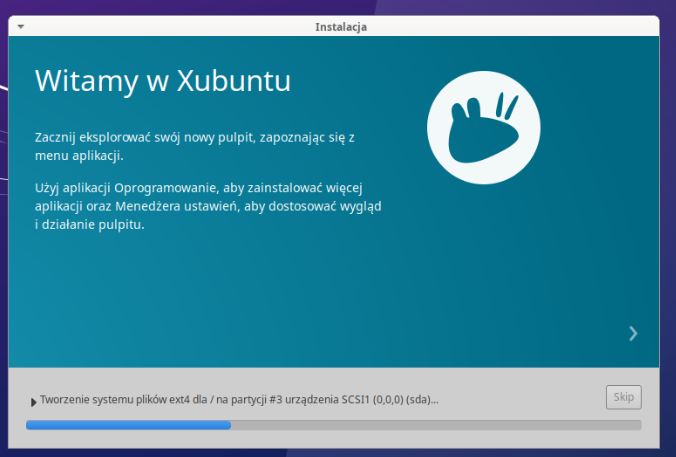 Instalacja
Witamy w Xubuntu
Zacznij eksplorować swój nowy pulpit, zapoznając się z
menu aplikacji.
Użyj aplikacji Oprogramowanie, aby zainstalować więcej
aplikacji oraz Menedżera ustawień, aby dostosować wygląd
i działanie pulpitu.
Tworzenie systemu plików ext4 dla / na partycji #3 urządzenia SCSI1 (0,0,0) (sda)...
Skip